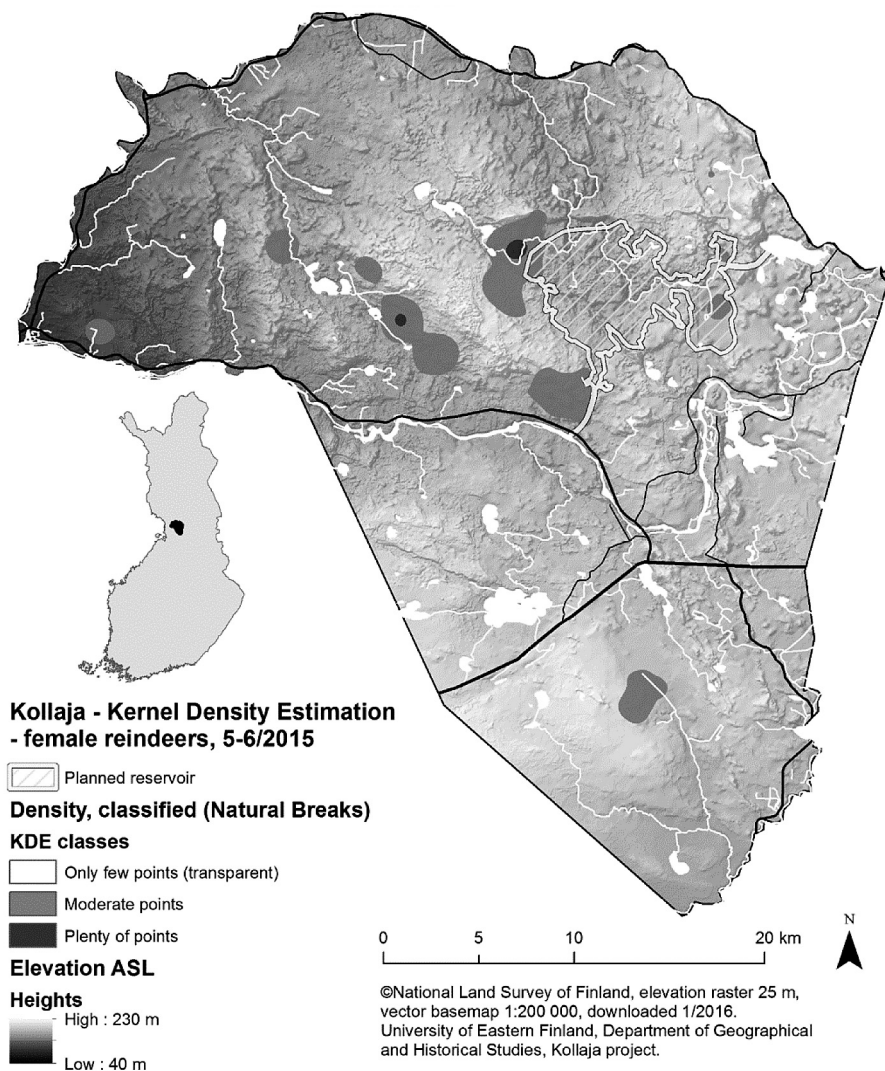 Kollaja - Kernel Density Estimation
- female reindeers, 5-6/2015
Planned reservoir
Density, classified (Natural Breaks)
KDE classes
Only few points (transparent)
Moderate points
Plenty of points
Elevation ASL
Heights
High : 230 m
Low : 40 m
N
0 5 10 20 km
©National Land Survey of Finland, elevation raster 25 m,
vector basemap 1:200 000, downloaded 1/2016.
University of Eastern Finland, Department of Geographical
and Historical Studies, Kollaja project.